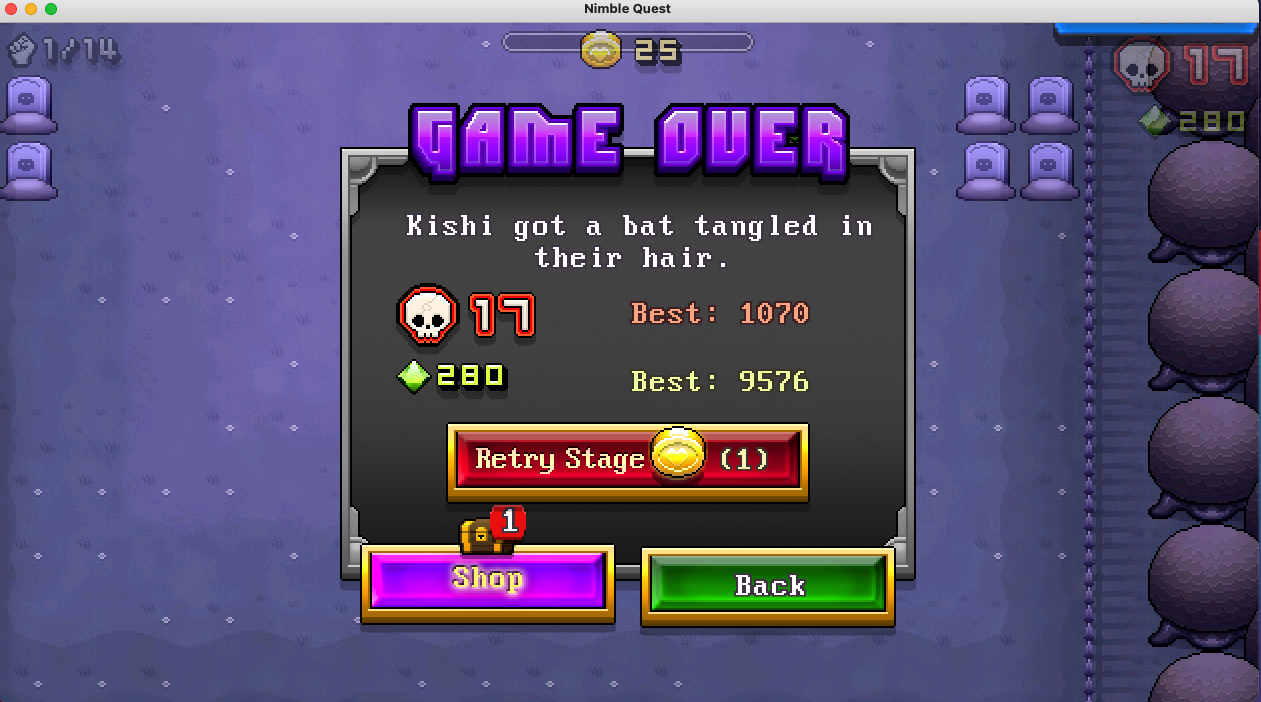 Nimble Quest
1/14
25
17
280
GAME OVER
Kishi got a bat tangled in
their hair.
17
Best: 1070
280
Best: 9576
Retry Stage (1)
1
Shop
Back